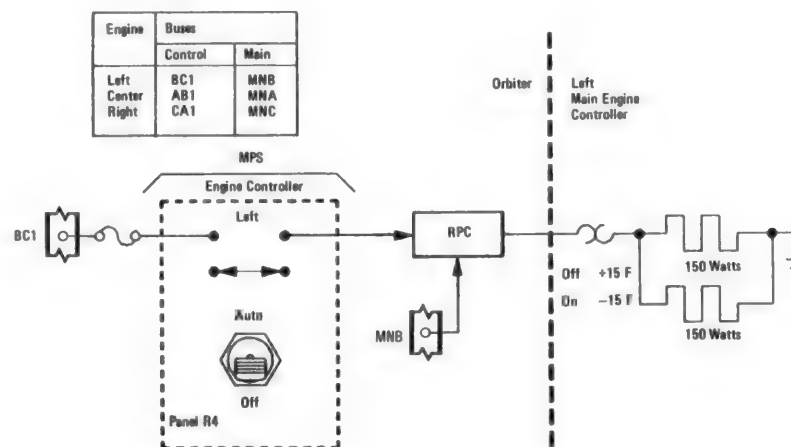 Engine Buses
Control Main
Left BC1 MNB
Center AB1 MNA
Right CA1 MNC
Orbiter
Left
Main Engine
Controller
MPS
Engine Controller
Left
BC1
RPC
Off +15 F
On −15 F
150 Watts
150 Watts
MNB
Auto
Off
Panel R4